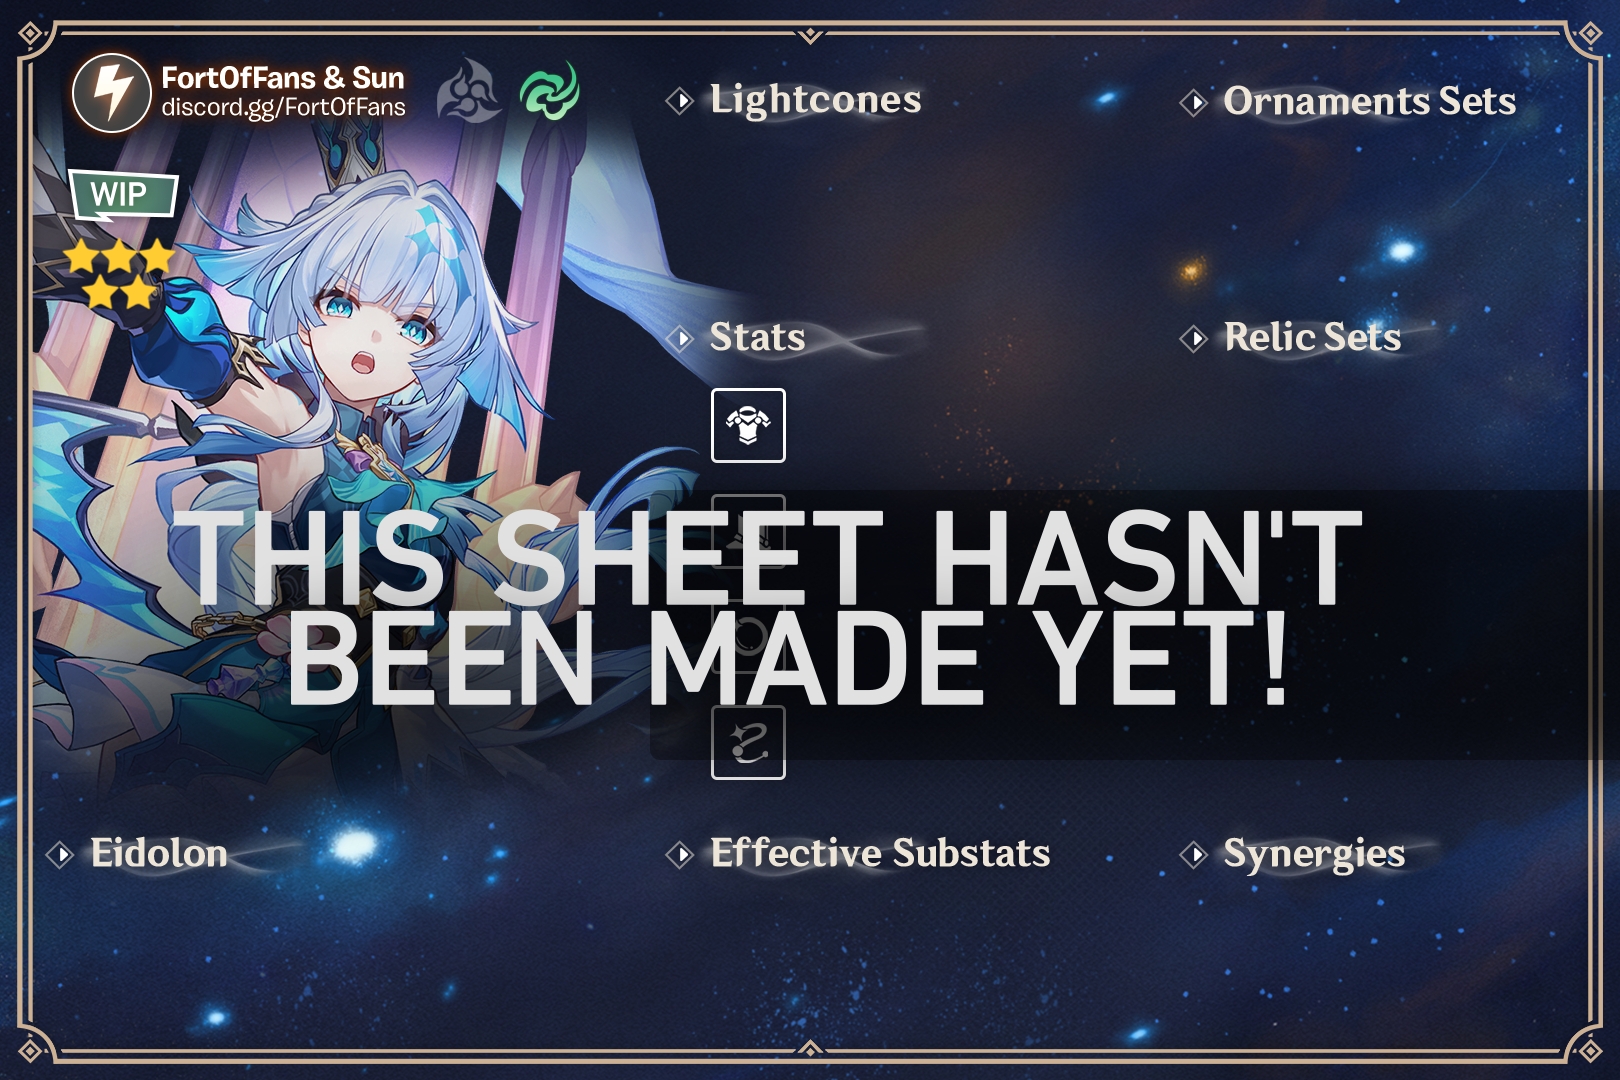 FortOfFans & Sun
discord.gg/FortOfFans
WIP
Lightcones
Ornaments Sets
Stats
Relic Sets
THIS SHEET HASN'T
BEEN MADE YET!
Eidolon
Effective Substats
Synergies